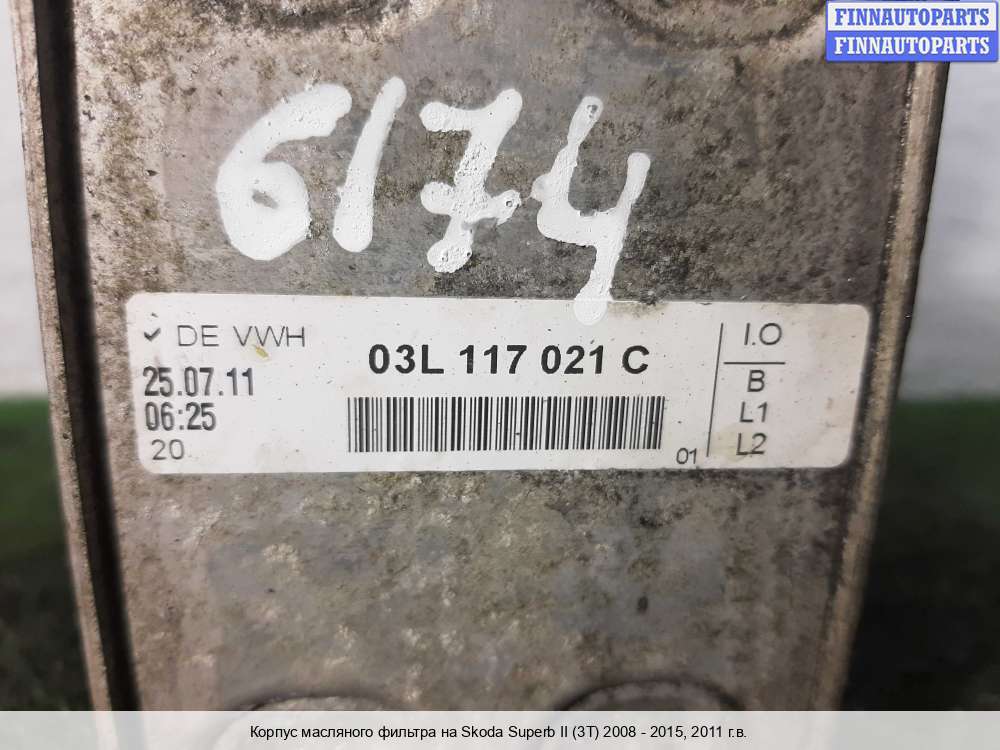 FINNAUTOPARTS
FINNAUTOPARTS
6174
DE VWH
25.07.11
06:25
20
03L 117 021 C
01
I.O
B
L1
L2
Корпус масляного фильтра на Skoda Superb II (3T) 2008 - 2015, 2011 г.в.